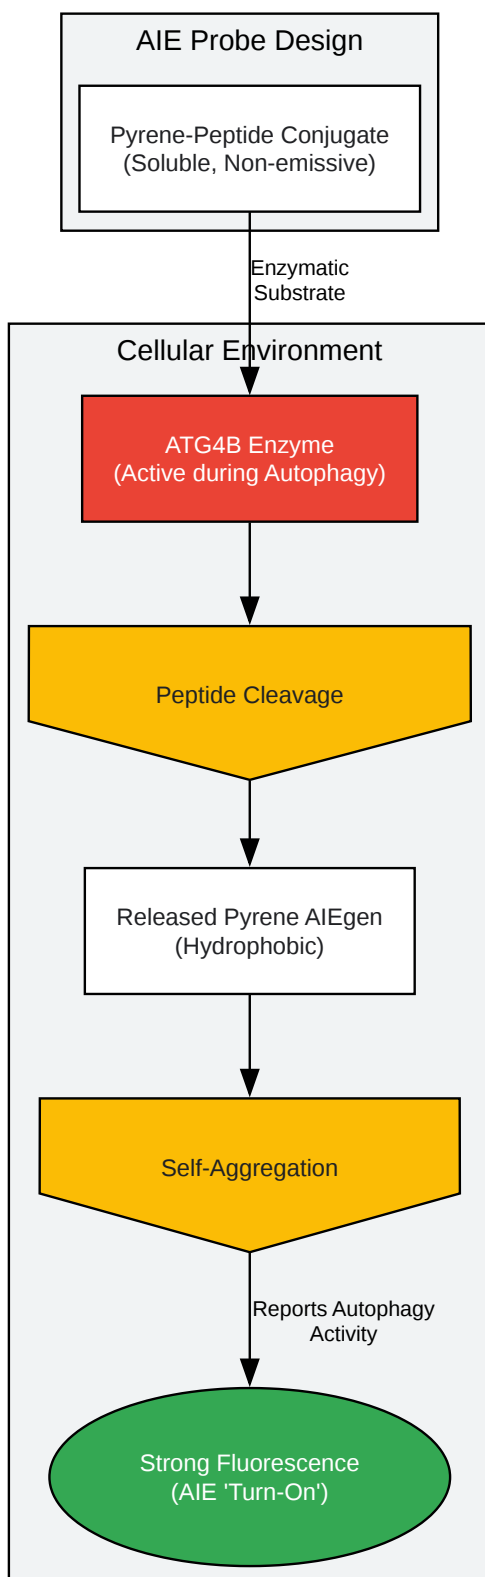 AIE Probe Design
Pyrene-Peptide Conjugate
(Soluble, Non-emissive)
Enzymatic
Substrate
Cellular Environment
ATG4B Enzyme
(Active during Autophagy)
Peptide Cleavage
Released Pyrene AIEgen
(Hydrophobic)
Self-Aggregation
Reports Autophagy
Activity
Strong Fluorescence
(AIE 'Turn-On')